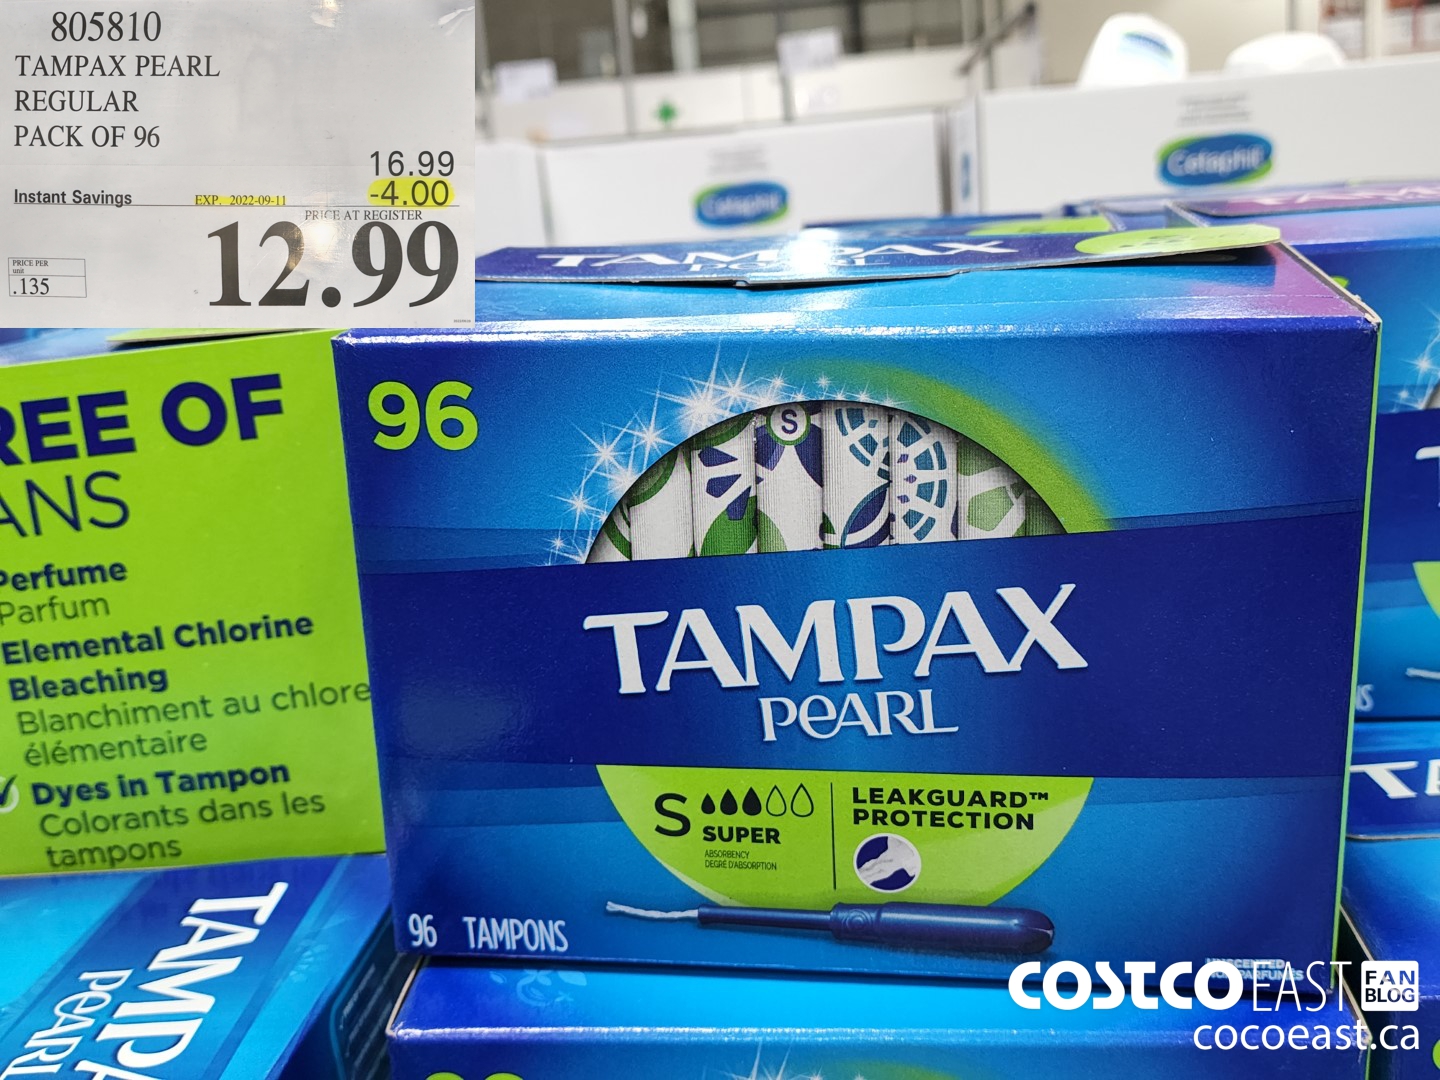 805810
TAMPAX PEARL
REGULAR
PACK OF 96
16.99
Instant Savings EXP. 2022-09-11 -4.00
PRICE AT REGISTER
12.99
PRICE PER
unit
.135
Cetaphil
Cetaphil
TAMPAX
PEARL
96
S
TAMPAX
PEARL
S SUPER
ABSORBENCY
DEGRÉ D'ABSORPTION
LEAKGUARD™
PROTECTION
96 TAMPONS
OF
Perfume
Parfum
Elemental Chlorine
Bleaching
Blanchiment au chlore
élémentaire
Dyes in Tampon
Colorants dans les
tampons
TAMPA
PEARL
COSTCO EAST FAN BLOG
cocoeast.ca